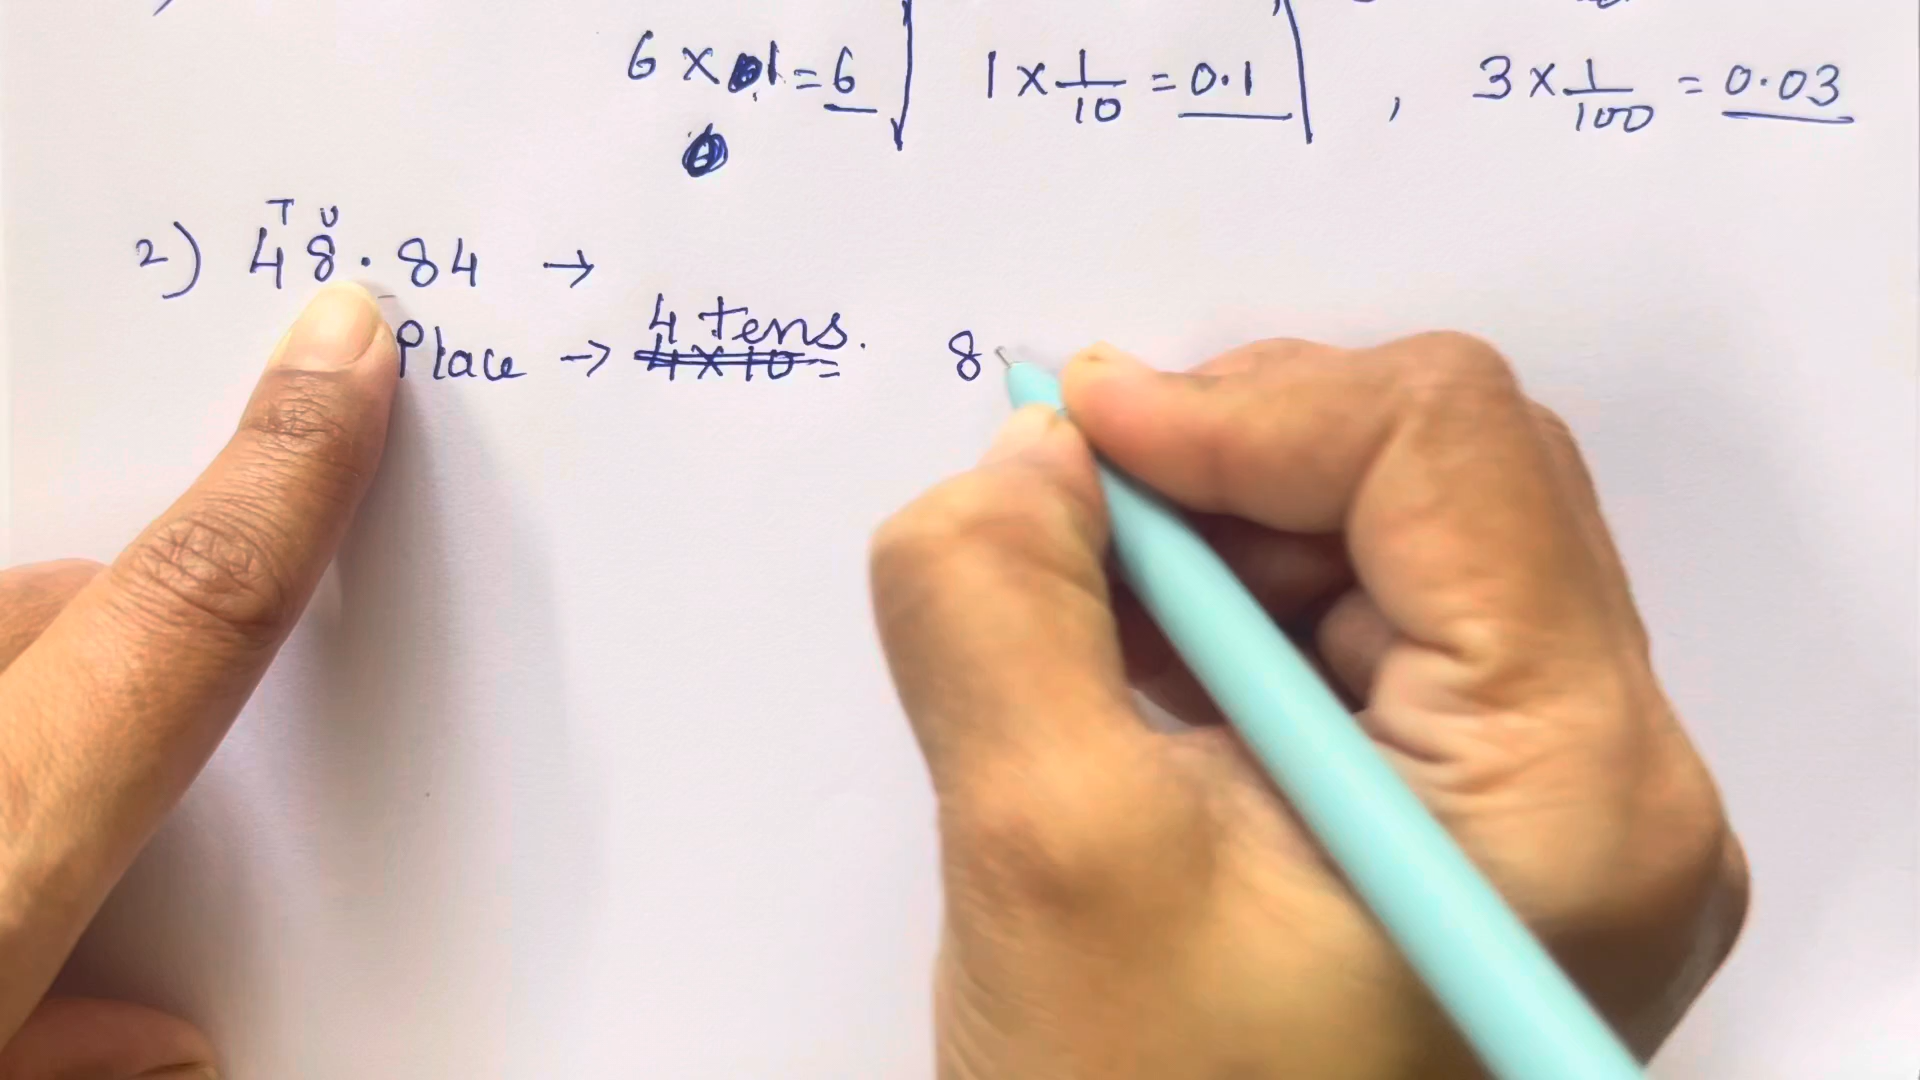 6 × 1 = 6 | 1 × 1/10 = 0.1 | , 3 × 1/100 = 0.03
T U
2) 48.84 →
4 tens. 8
Place → 4×10 =